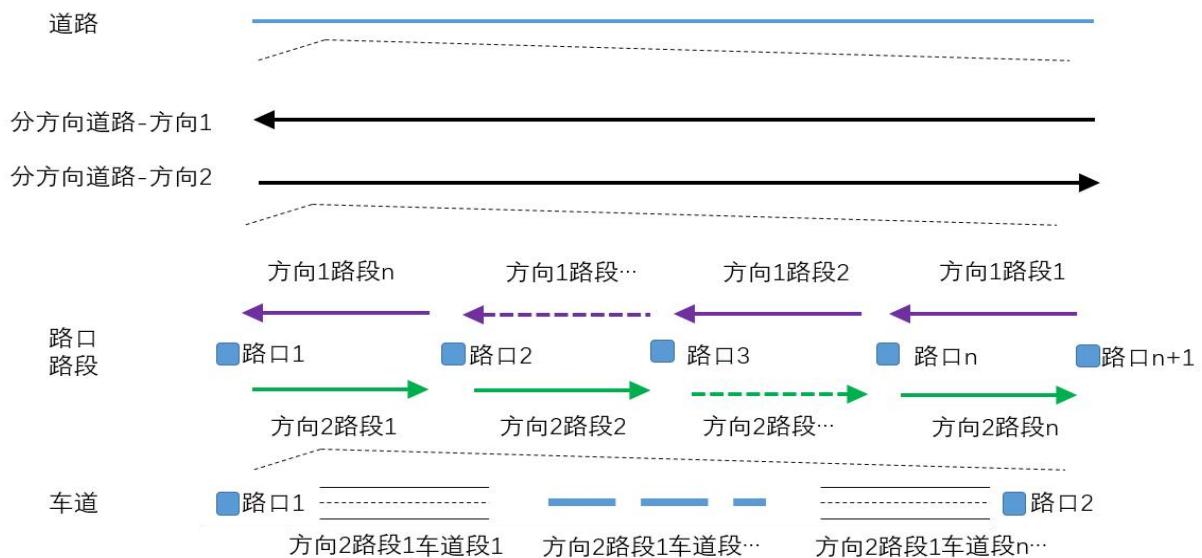 道路
分方向道路-方向1
分方向道路-方向2
方向1路段n 方向1路段… 方向1路段2 方向1路段1
路口
路段
路口1 路口2 路口3 路口n 路口n+1
方向2路段1 方向2路段2 方向2路段… 方向2路段n
车道
路口1 路口2
方向2路段1车道段1 方向2路段1车道段… 方向2路段1车道段n…